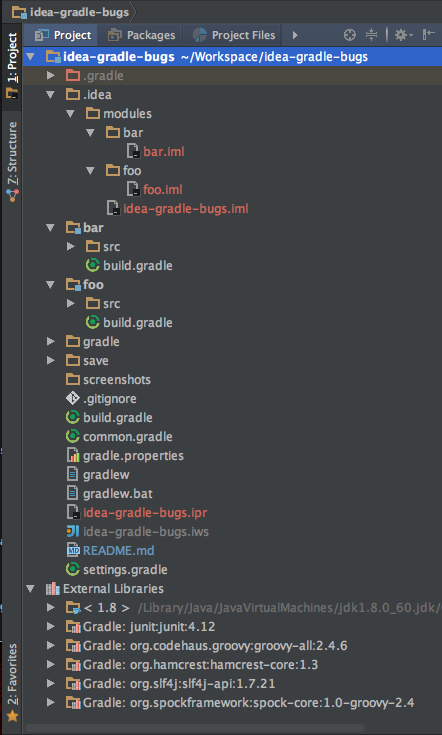 idea-gradle-bugs
Project Packages Project Files
1: Project
7: Structure
2: Favorites
idea-gradle-bugs ~/Workspace/idea-gradle-bugs
.gradle
.idea
modules
bar
bar.iml
foo
foo.iml
idea-gradle-bugs.iml
bar
src
build.gradle
foo
src
build.gradle
gradle
save
screenshots
.gitignore
build.gradle
common.gradle
gradle.properties
gradlew
gradlew.bat
idea-gradle-bugs.ipr
idea-gradle-bugs.iws
README.md
settings.gradle
External Libraries
< 1.8 > /Library/Java/JavaVirtualMachines/jdk1.8.0_60.jdk/
Gradle: junit:junit:4.12
Gradle: org.codehaus.groovy:groovy-all:2.4.6
Gradle: org.hamcrest:hamcrest-core:1.3
Gradle: org.slf4j:slf4j-api:1.7.21
Gradle: org.spockframework:spock-core:1.0-groovy-2.4